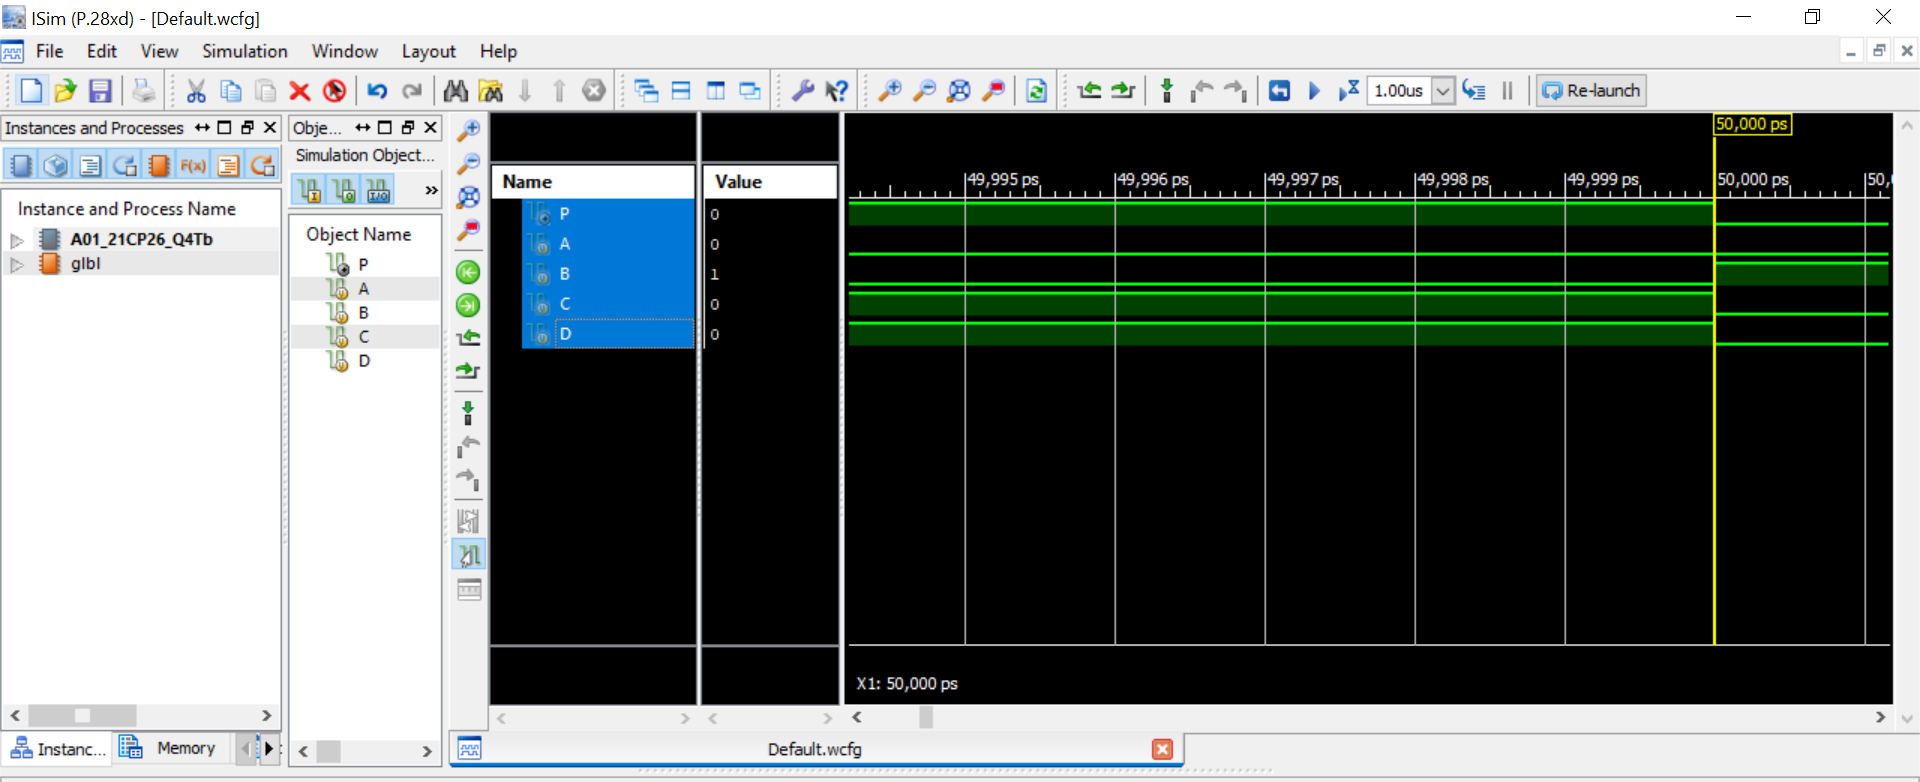 ISim (P.28xd) - [Default.wcfg]
File Edit View Simulation Window Layout Help
1.00us Re-launch
Instances and Processes
Obje...
Simulation Object...
F(x)
Instance and Process Name
A01_21CP26_Q4Tb
glbl
Object Name
P
A
B
C
D
Name Value
P 0
A 0
B 1
C 0
D 0
50,000 ps
49,995 ps 49,996 ps 49,997 ps 49,998 ps 49,999 ps 50,000 ps 50,
X1: 50,000 ps
Instanc... Memory
Default.wcfg